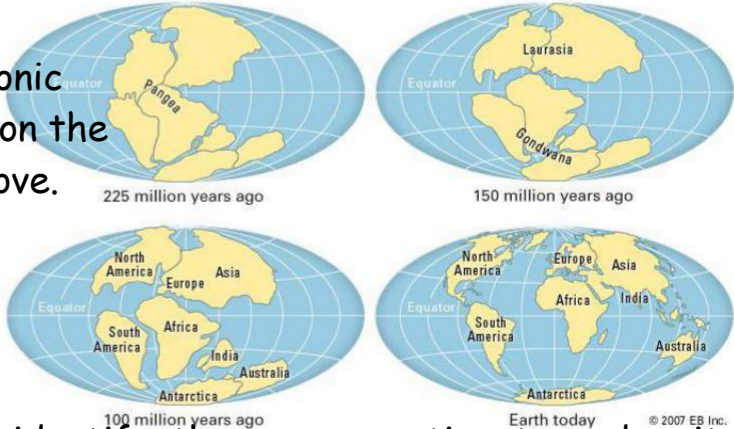 onic
on the
ove.
Equator
Pangea
225 million years ago
Equator
Laurasia
Gondwana
150 million years ago
North
America
Europe
Asia
Equator
South
America
Africa
India
Australia
Antarctica
100 million years ago
North
America
Europe
Asia
Equator
Africa
India
South
America
Australia
Antarctica
Earth today
© 2007 EB Inc.